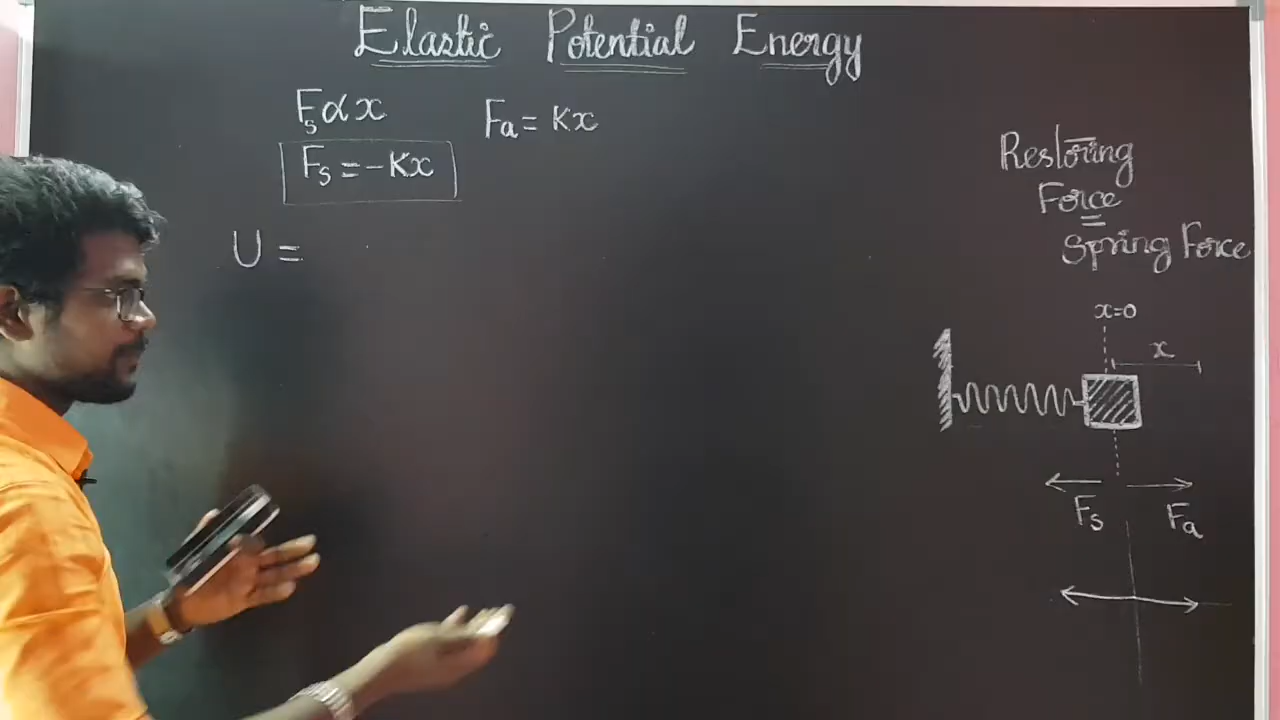 Elastic Potential Energy
Fₛ α x
Fₐ = Kx
Fₛ = -Kx
U =
Restoring
Force
=
Spring Force
x=0
x
Fₛ
Fₐ